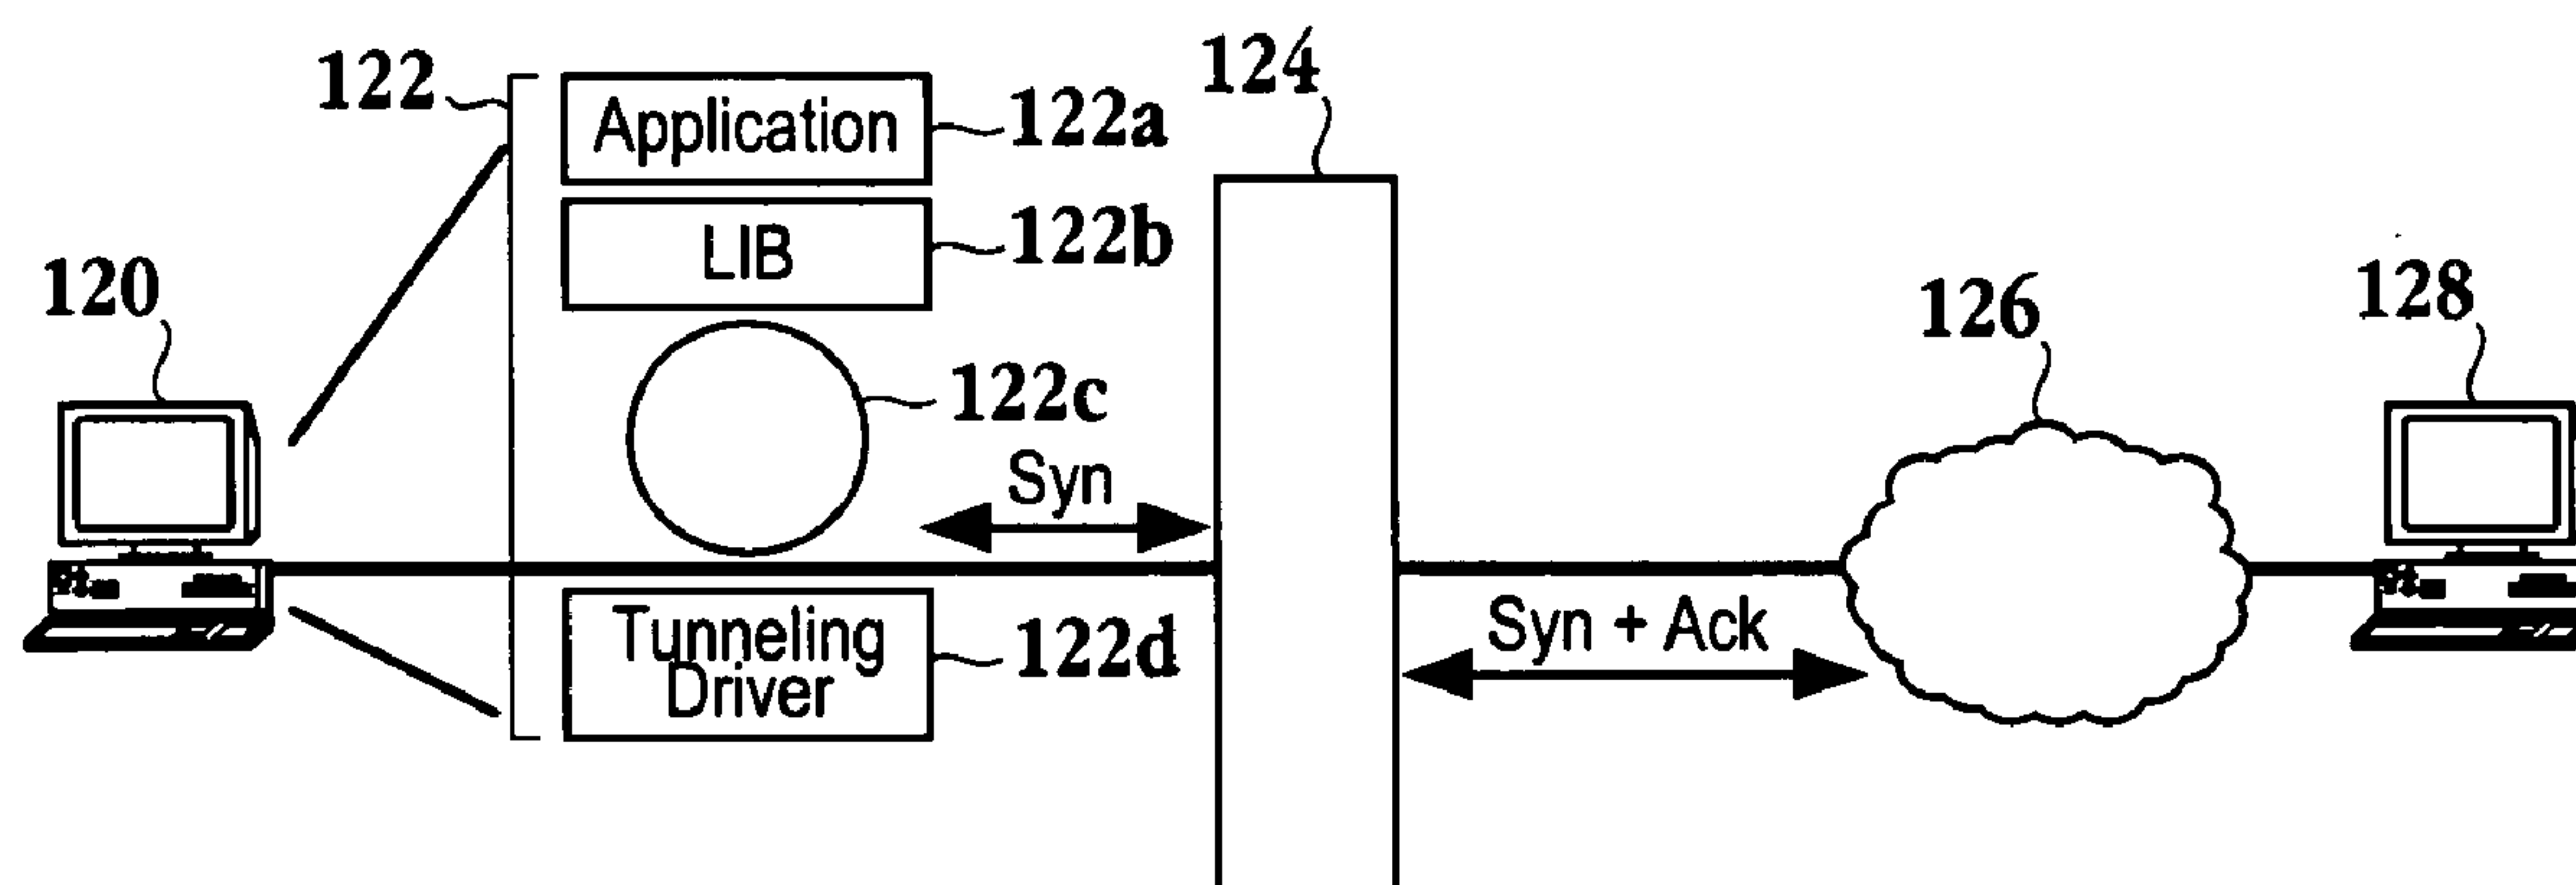 124
122
Application
122a
LIB
122b
120
126
128
122c
Syn
Tunneling
Driver
122d
Syn + Ack